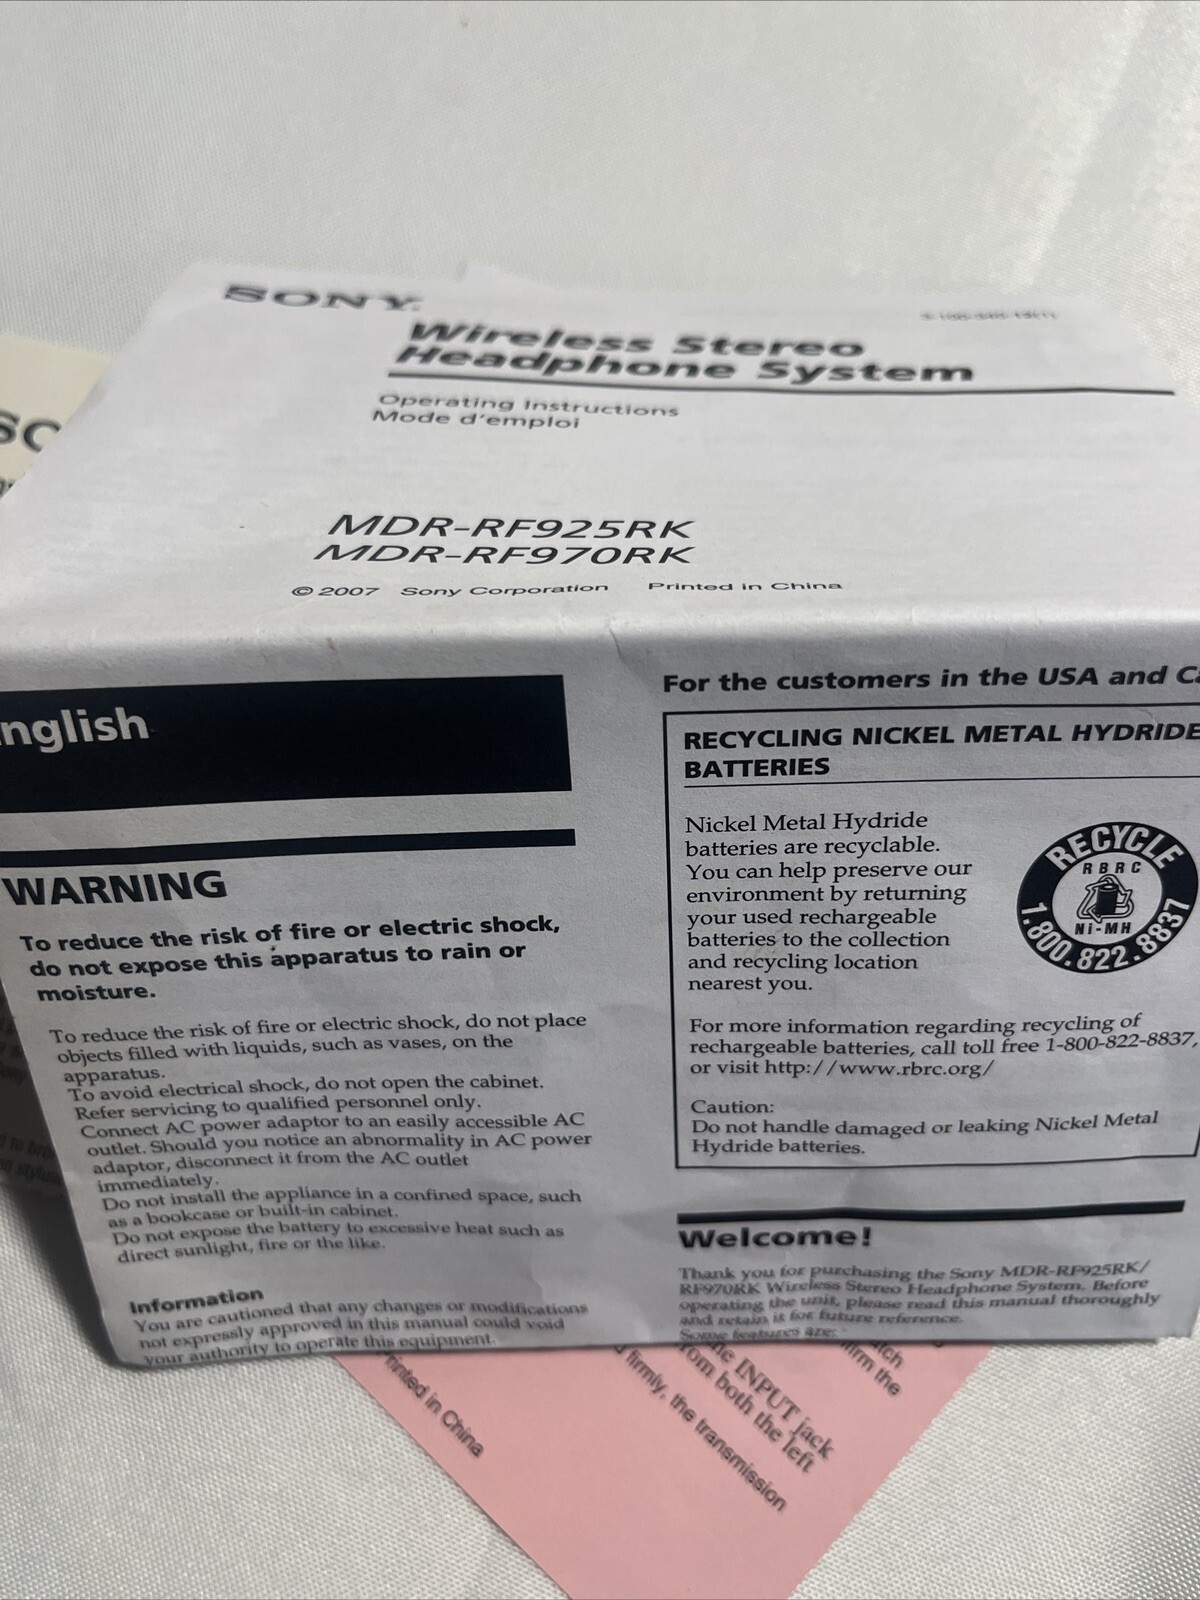 SONY
Wireless Stereo
Headphone System
Operating Instructions
Mode d'emploi
MDR-RF925RK
MDR-RF970RK
© 2007 Sony Corporation Printed in China
nglish
WARNING
To reduce the risk of fire or electric shock,
do not expose this apparatus to rain or
moisture.
To reduce the risk of fire or electric shock, do not place
objects filled with liquids, such as vases, on the
apparatus.
To avoid electrical shock, do not open the cabinet.
Refer servicing to qualified personnel only.
Connect AC power adaptor to an easily accessible AC
outlet. Should you notice an abnormality in AC power
adaptor, disconnect it from the AC outlet
immediately.
Do not install the appliance in a confined space, such
as a bookcase or built-in cabinet.
Do not expose the battery to excessive heat such as
direct sunlight, fire or the like.
Information
You are cautioned that any changes or modifications
not expressly approved in this manual could void
your authority to operate this equipment.
For the customers in the USA and Ca
RECYCLING NICKEL METAL HYDRIDE
BATTERIES
Nickel Metal Hydride
batteries are recyclable.
You can help preserve our
environment by returning
your used rechargeable
batteries to the collection
and recycling location
nearest you.
RECYCLE
RBRC
Ni-MH
1.800.822.8837
For more information regarding recycling of
rechargeable batteries, call toll free 1-800-822-8837,
or visit http://www.rbrc.org/
Caution:
Do not handle damaged or leaking Nickel Metal
Hydride batteries.
Welcome!
Thank you for purchasing the Sony MDR-RF925RK/
RF970RK Wireless Stereo Headphone System. Before
operating the unit, please read this manual thoroughly
and retain it for future reference.
Some features are:
the INPUT jack
from both the left
firmly, the transmission
Printed in China